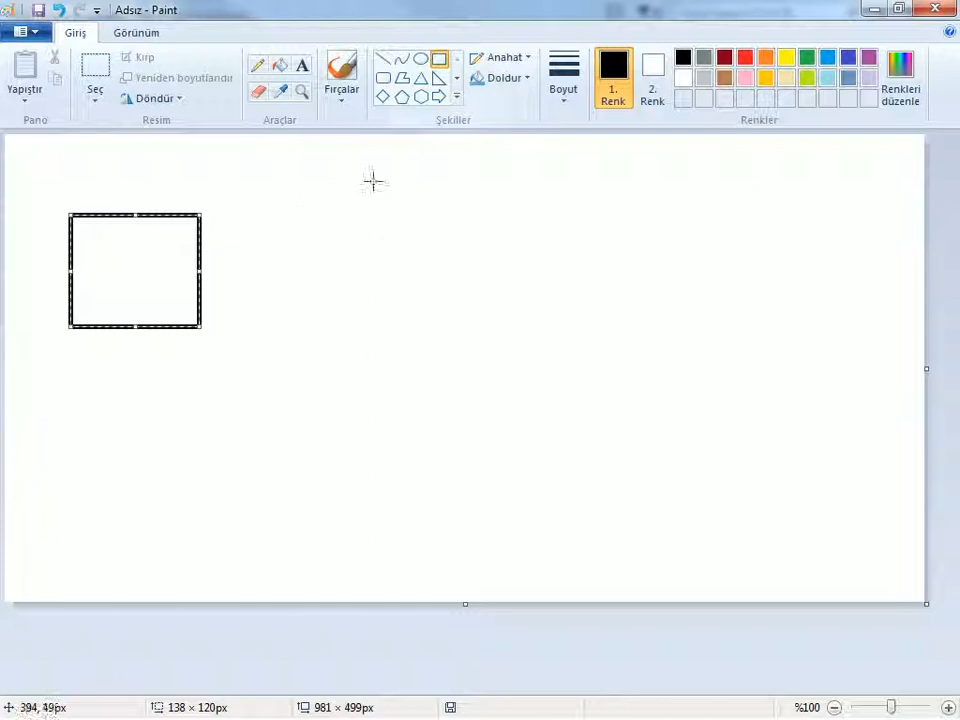 Adsız - Paint
Giriş
Görünüm
Yapıştır
Pano
Seç
Kırp
Yeniden boyutlandır
Döndür
Resim
A
Araçlar
Fırçalar
Anahat
Doldur
Şekiller
Boyut
1. Renk
2. Renk
Renkleri düzenle
Renkler
394, 49px
138 × 120px
981 × 499px
%100